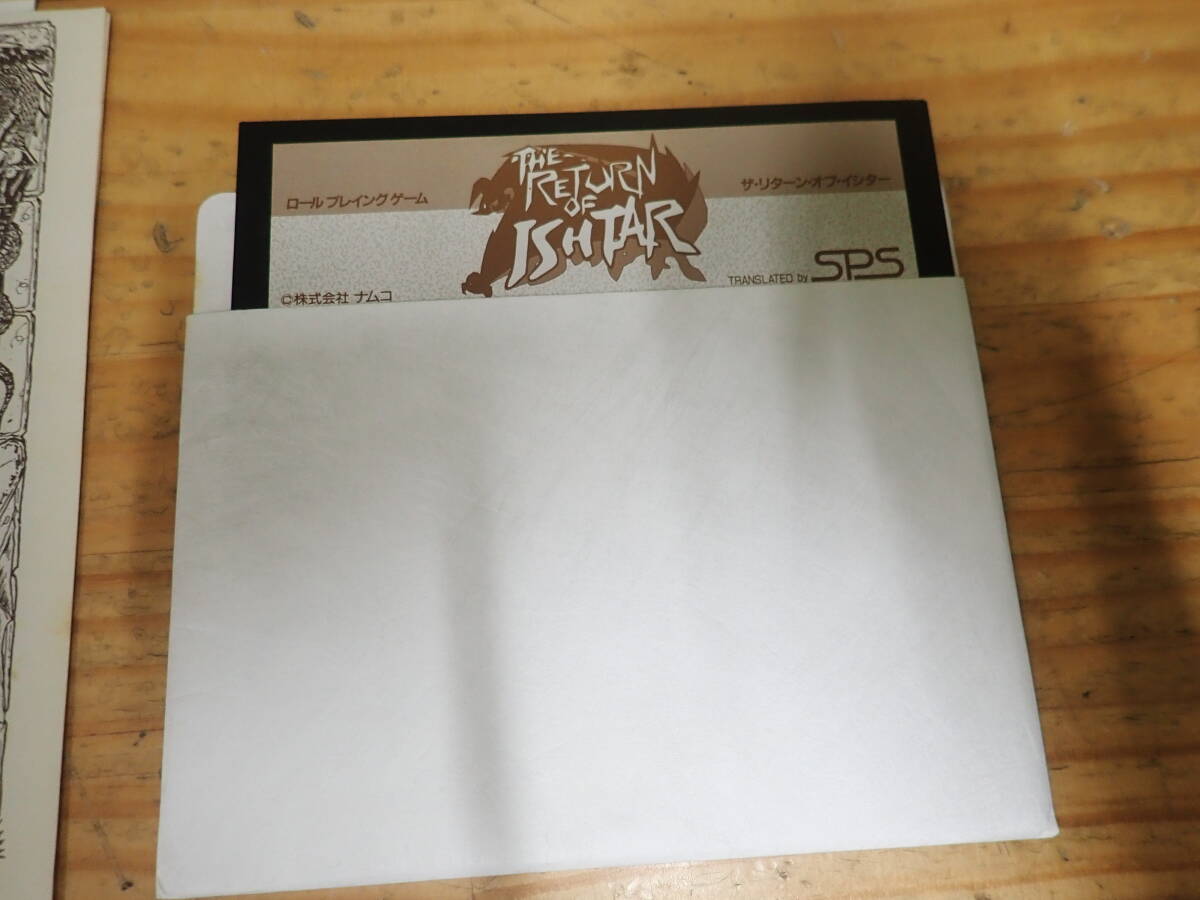 THE
RETURN
OF
ISHTAR
ロールプレイングゲーム
ザ・リターン・オブ・イシター
TRANSLATED by SPS
©株式会社 ナムコ